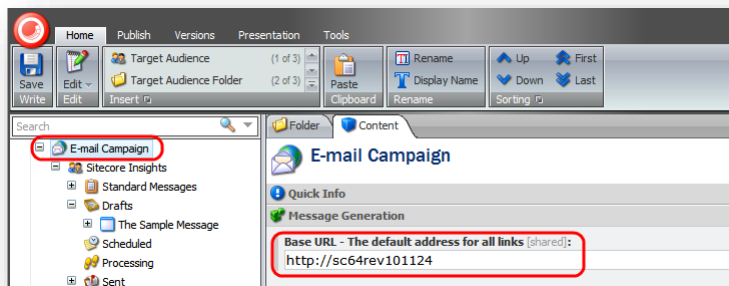 Home Publish Versions Presentation Tools
Save
Write
Edit
Edit
Target Audience (1 of 3)
Target Audience Folder (2 of 3)
Insert
Paste
Clipboard
Rename
Display Name
Rename
Up First
Down Last
Sorting
Search
E-mail Campaign
Sitecore Insights
Standard Messages
Drafts
The Sample Message
Scheduled
Processing
Sent
Folder Content
E-mail Campaign
Quick Info
Message Generation
Base URL - The default address for all links [shared]:
http://sc64rev101124